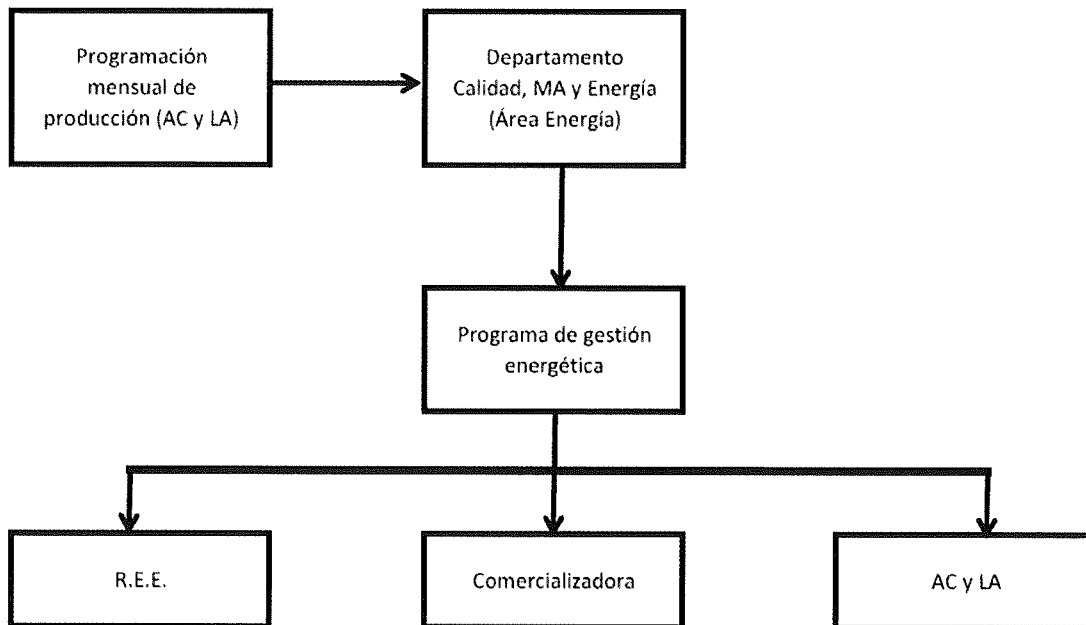 Programación
mensual de
producción (AC y LA)
Departamento
Calidad, MA y Energía
(Área Energía)
Programa de gestión
energética
R.E.E.
Comercializadora
AC y LA